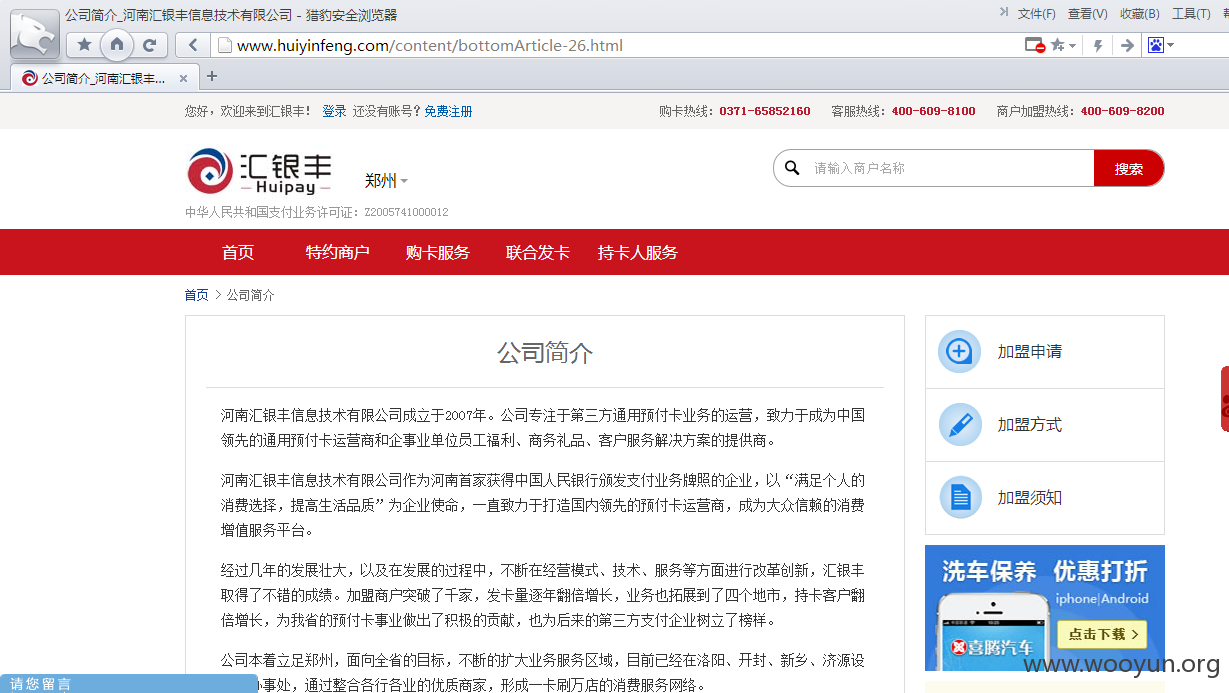 公司简介_河南汇银丰信息技术有限公司 - 猎豹安全浏览器
文件(F) 查看(V) 收藏(B) 工具(T)
www.huiyinfeng.com/content/bottomArticle-26.html
公司简介_河南汇银丰...
您好，欢迎来到汇银丰！ 登录 还没有账号？免费注册
购卡热线：0371-65852160 客服热线：400-609-8100 商户加盟热线：400-609-8200
汇银丰
Huipay
郑州
请输入商户名称
搜索
中华人民共和国支付业务许可证：Z2005741000012
首页 特约商户 购卡服务 联合发卡 持卡人服务
首页 > 公司简介
公司简介
河南汇银丰信息技术有限公司成立于2007年。公司专注于第三方通用预付卡业务的运营，致力于成为中国
领先的通用预付卡运营商和企事业单位员工福利、商务礼品、客户服务解决方案的提供商。
河南汇银丰信息技术有限公司作为河南首家获得中国人民银行颁发支付业务牌照的企业，以“满足个人的
消费选择，提高生活品质”为企业使命，一直致力于打造国内领先的预付卡运营商，成为大众信赖的消费
增值服务平台。
经过几年的发展壮大，以及在发展的过程中，不断在经营模式、技术、服务等方面进行改革创新，汇银丰
取得了不错的成绩。加盟商户突破了千家，发卡量逐年翻倍增长，业务也拓展到了四个地市，持卡客户翻
倍增长，为我省的预付卡事业做出了积极的贡献，也为后来的第三方支付企业树立了榜样。
公司本着立足郑州，面向全省的目标，不断的扩大业务服务区域，目前已经在洛阳、开封、新乡、济源设
办事处，通过整合各行各业的优质商家，形成一卡刷万店的消费服务网络。
加盟申请
加盟方式
加盟须知
洗车保养 优惠打折
iphone|Android
点击下载 >
喜腾汽车
www.wooyun.org
请您留言